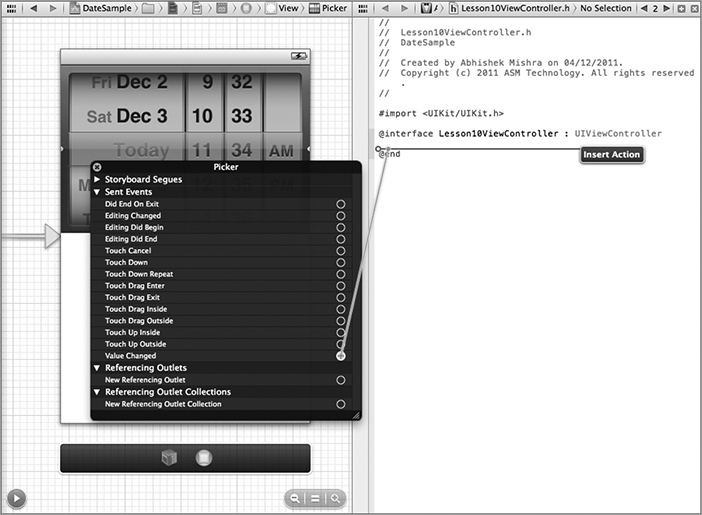 DateSample
View
Picker
Lesson10ViewController.h
No Selection
2
Fri Dec 2 9 32
Sat Dec 3 10 33
Today 11 34 AM
Picker
Storyboard Segues
Sent Events
Did End On Exit
Editing Changed
Editing Did Begin
Editing Did End
Touch Cancel
Touch Down
Touch Down Repeat
Touch Drag Enter
Touch Drag Exit
Touch Drag Inside
Touch Drag Outside
Touch Up Inside
Touch Up Outside
Value Changed
Referencing Outlets
New Referencing Outlet
Referencing Outlet Collections
New Referencing Outlet Collection
//
// Lesson10ViewController.h
// DateSample
//
// Created by Abhishek Mishra on 04/12/2011.
// Copyright (c) 2011 ASM Technology. All rights reserved
.
//
#import <UIKit/UIKit.h>
@interface Lesson10ViewController : UIViewController
Insert Action
@end